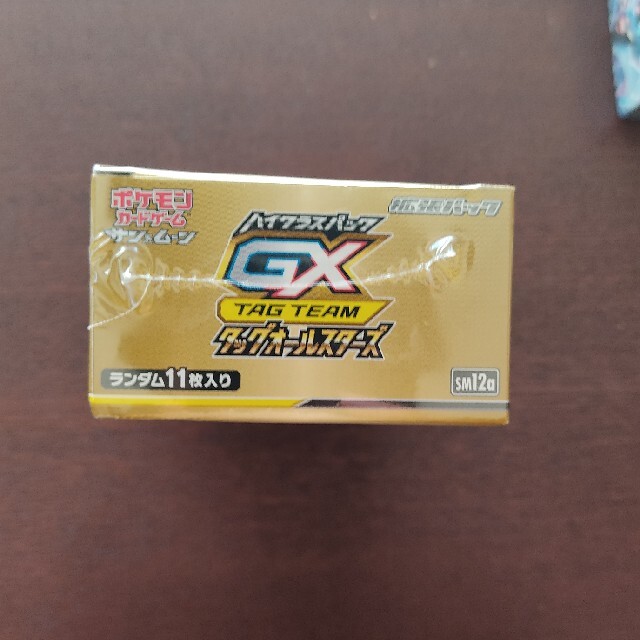 ポケモン
カードゲーム
サン&ムーン
拡張パック
ハイクラスパック
GX
TAG TEAM
タッグオールスターズ
ランダム11枚入り
SM12a